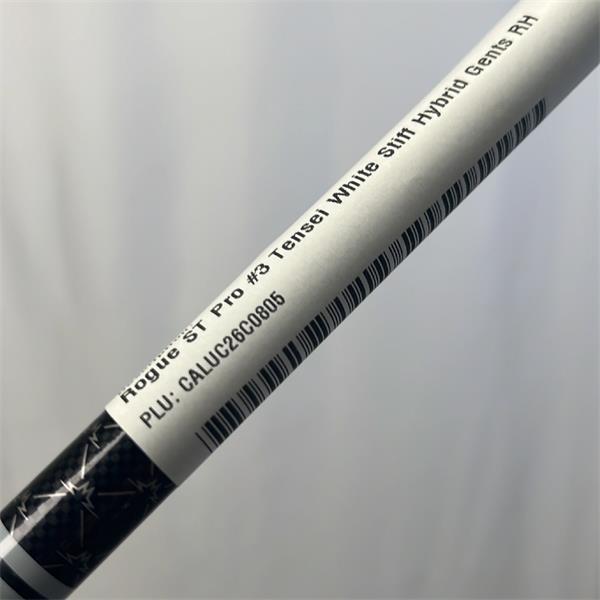 Rogue ST Pro #3 Tensei White Stiff Hybrid Gents RH
PLU: CALUC26C0805